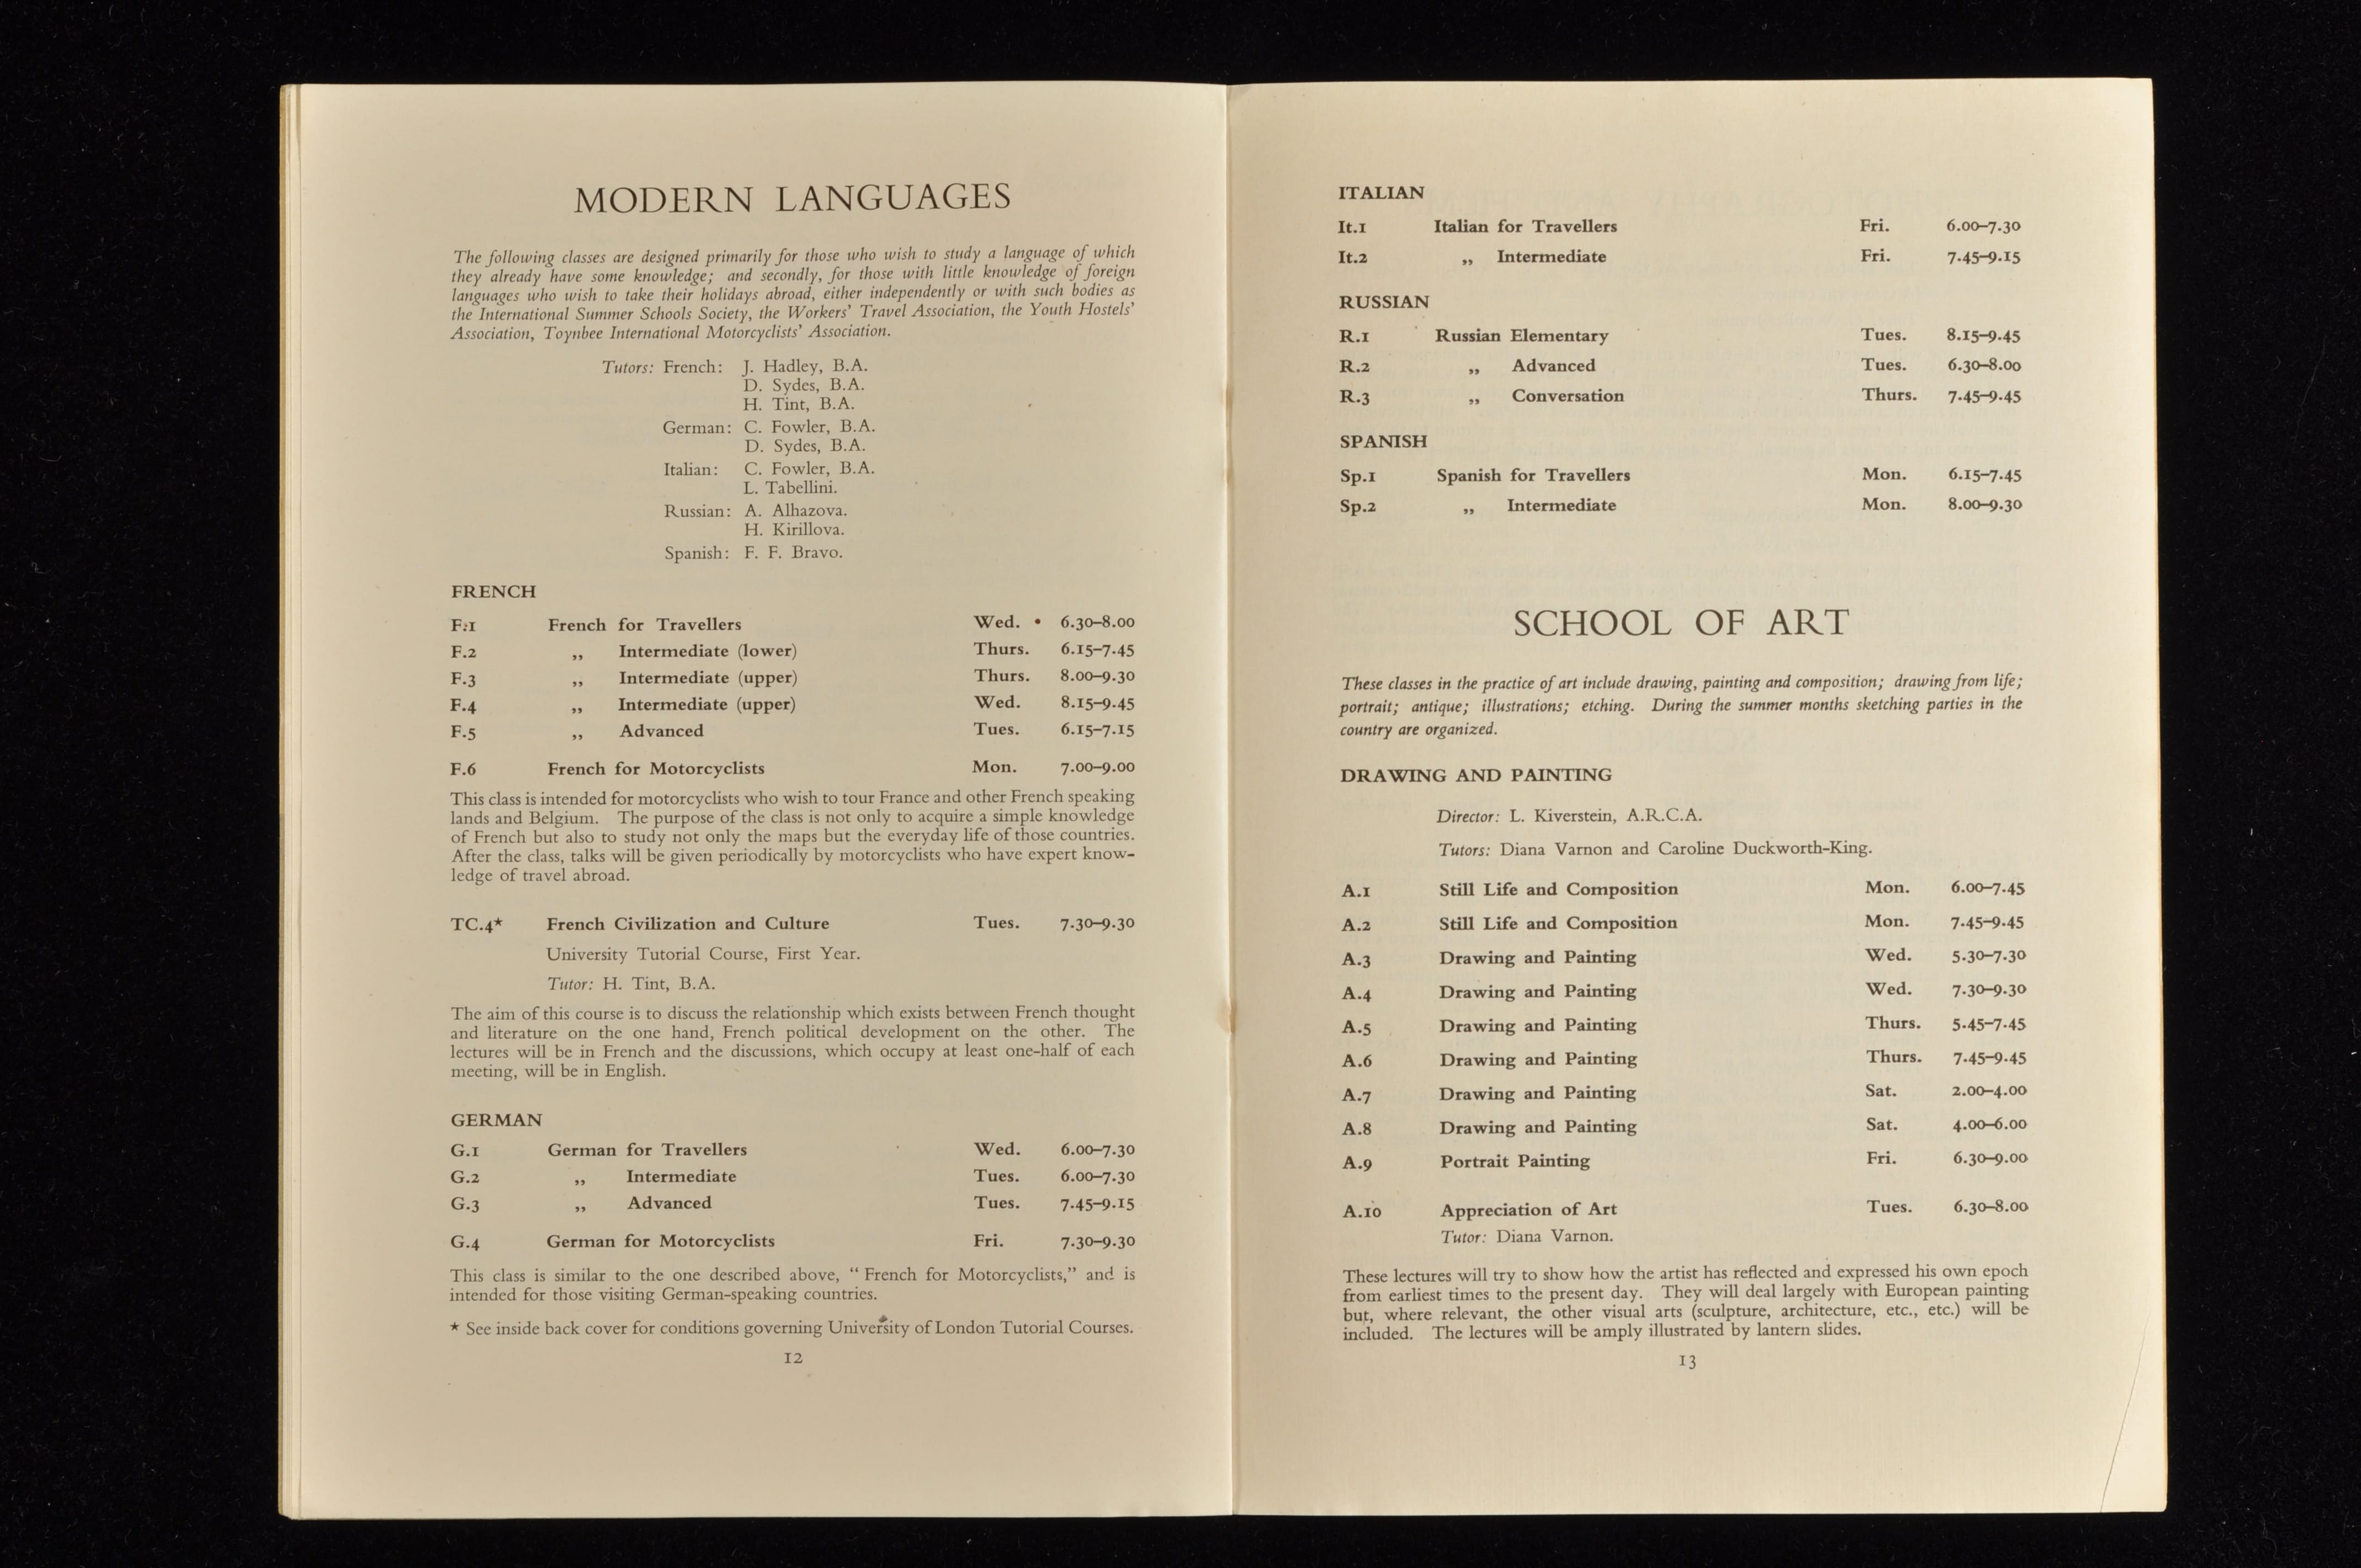 MODERN LANGUAGES
The following classes are designed primarily for those who wish to study a language of which
they already have some knowledge; and secondly, for those with little knowledge of foreign
languages who wish to take their holidays abroad, either independently or with such bodies as
the International Summer Schools Society, the Workers' Travel Association, the Youth Hostels'
Association, Toynbee International Motorcyclists' Association.
Tutors: French: J. Hadley, B.A.
D. Sydes, B.A.
H. Tint, B.A.
German: C. Fowler, B.A.
D. Sydes, B.A.
Italian: C. Fowler, B.A.
L. Tabellini.
Russian: A. Alhazova.
H. Kirillova.
Spanish: F. F. Bravo.
FRENCH
F.1 French for Travellers Wed. 6.30–8.00
F.2 „ Intermediate (lower) Thurs. 6.15–7.45
F.3 „ Intermediate (upper) Thurs. 8.00–9.30
F.4 „ Intermediate (upper) Wed. 8.15–9.45
F.5 „ Advanced Tues. 6.15–7.15
F.6 French for Motorcyclists Mon. 7.00–9.00
This class is intended for motorcyclists who wish to tour France and other French speaking
lands and Belgium. The purpose of the class is not only to acquire a simple knowledge
of French but also to study not only the maps but the everyday life of those countries.
After the class, talks will be given periodically by motorcyclists who have expert know-
ledge of travel abroad.
TC.4* French Civilization and Culture Tues. 7.30–9.30
University Tutorial Course, First Year.
Tutor: H. Tint, B.A.
The aim of this course is to discuss the relationship which exists between French thought
and literature on the one hand, French political development on the other. The
lectures will be in French and the discussions, which occupy at least one-half of each
meeting, will be in English.
GERMAN
G.1 German for Travellers Wed. 6.00–7.30
G.2 „ Intermediate Tues. 6.00–7.30
G.3 „ Advanced Tues. 7.45–9.15
G.4 German for Motorcyclists Fri. 7.30–9.30
This class is similar to the one described above, “ French for Motorcyclists,” and is
intended for those visiting German-speaking countries.
* See inside back cover for conditions governing University of London Tutorial Courses.
12
ITALIAN
It.1 Italian for Travellers Fri. 6.00–7.30
It.2 „ Intermediate Fri. 7.45–9.15
RUSSIAN
R.1 Russian Elementary Tues. 8.15–9.45
R.2 „ Advanced Tues. 6.30–8.00
R.3 „ Conversation Thurs. 7.45–9.45
SPANISH
Sp.1 Spanish for Travellers Mon. 6.15–7.45
Sp.2 „ Intermediate Mon. 8.00–9.30
SCHOOL OF ART
These classes in the practice of art include drawing, painting and composition; drawing from life;
portrait; antique; illustrations; etching. During the summer months sketching parties in the
country are organized.
DRAWING AND PAINTING
Director: L. Kiverstein, A.R.C.A.
Tutors: Diana Varnon and Caroline Duckworth-King.
A.1 Still Life and Composition Mon. 6.00–7.45
A.2 Still Life and Composition Mon. 7.45–9.45
A.3 Drawing and Painting Wed. 5.30–7.30
A.4 Drawing and Painting Wed. 7.30–9.30
A.5 Drawing and Painting Thurs. 5.45–7.45
A.6 Drawing and Painting Thurs. 7.45–9.45
A.7 Drawing and Painting Sat. 2.00–4.00
A.8 Drawing and Painting Sat. 4.00–6.00
A.9 Portrait Painting Fri. 6.30–9.00
A.10 Appreciation of Art Tues. 6.30–8.00
Tutor: Diana Varnon.
These lectures will try to show how the artist has reflected and expressed his own epoch
from earliest times to the present day. They will deal largely with European painting
but, where relevant, the other visual arts (sculpture, architecture, etc., etc.) will be
included. The lectures will be amply illustrated by lantern slides.
13